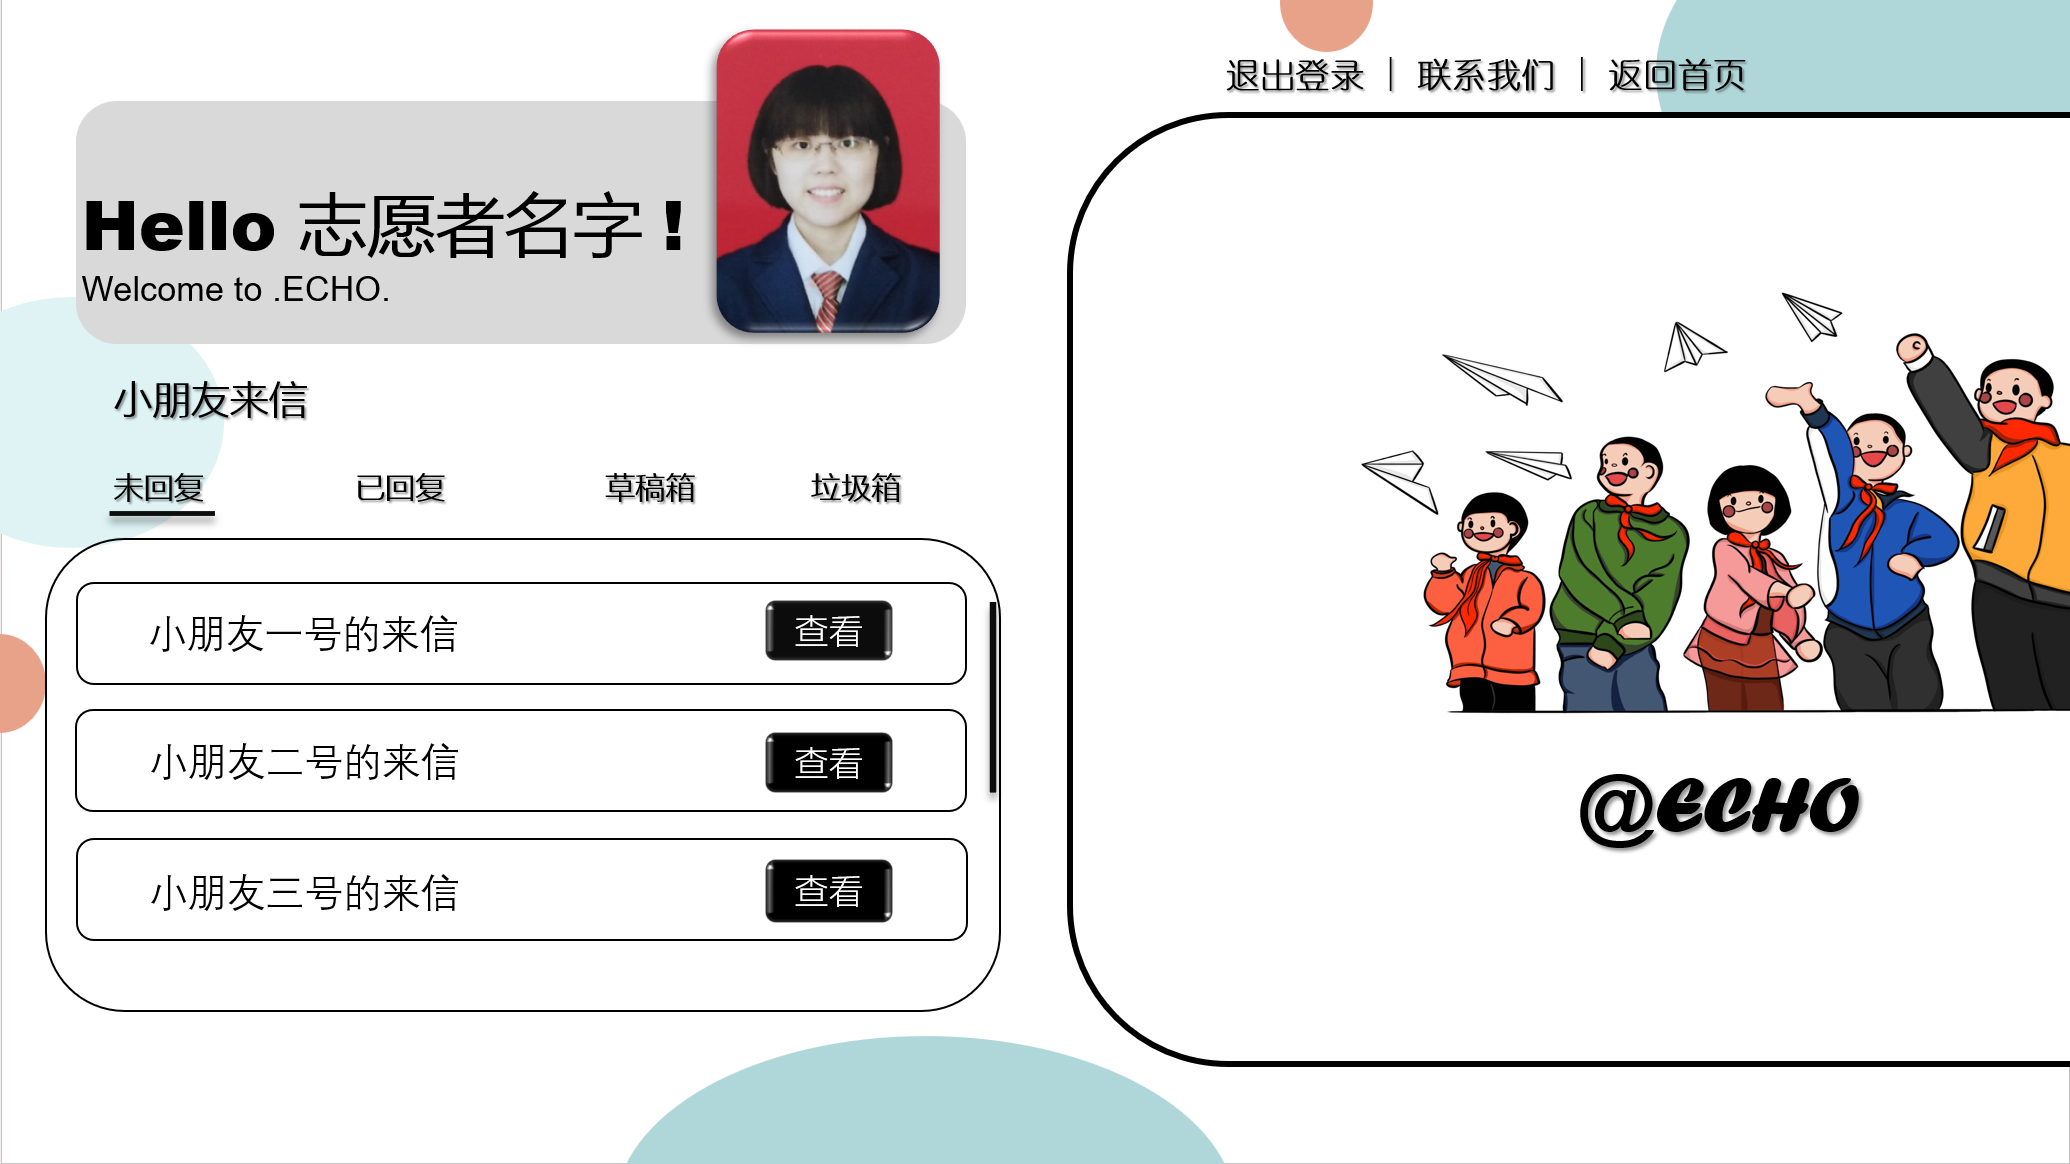 退出登录 | 联系我们 | 返回首页
Hello 志愿者名字！
Welcome to .ECHO.
小朋友来信
未回复 已回复 草稿箱 垃圾箱
小朋友一号的来信 查看
小朋友二号的来信 查看
小朋友三号的来信 查看
@ECHO